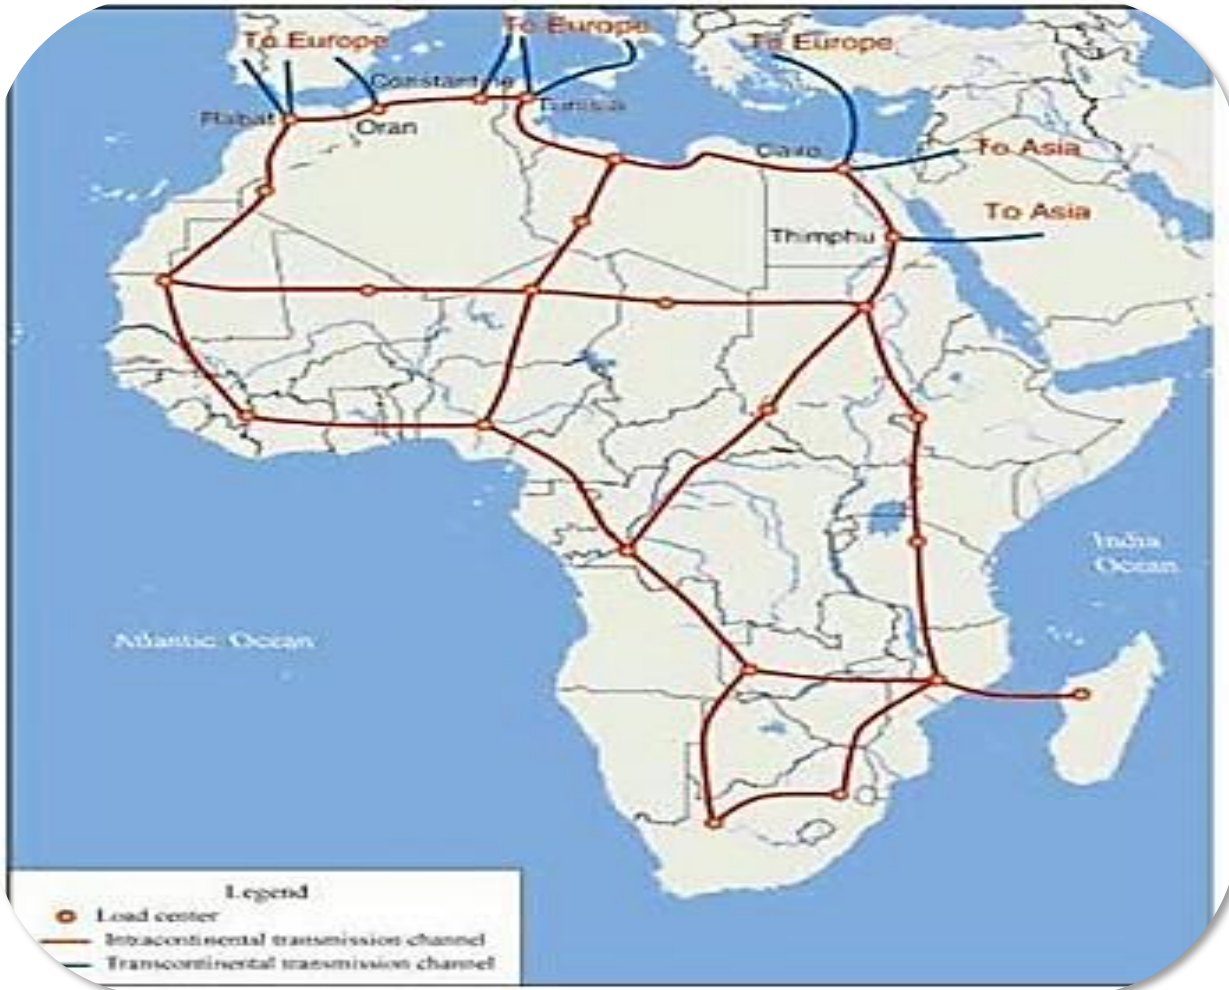 To Europe
To Europe
To Europe
Constantine
Rabat
Oran
Tunisia
Cairo
To Asia
To Asia
Thimphu
India
Ocean
Atlantic Ocean
Legend
Load center
Intracontinental transmission channel
Transcontinental transmission channel